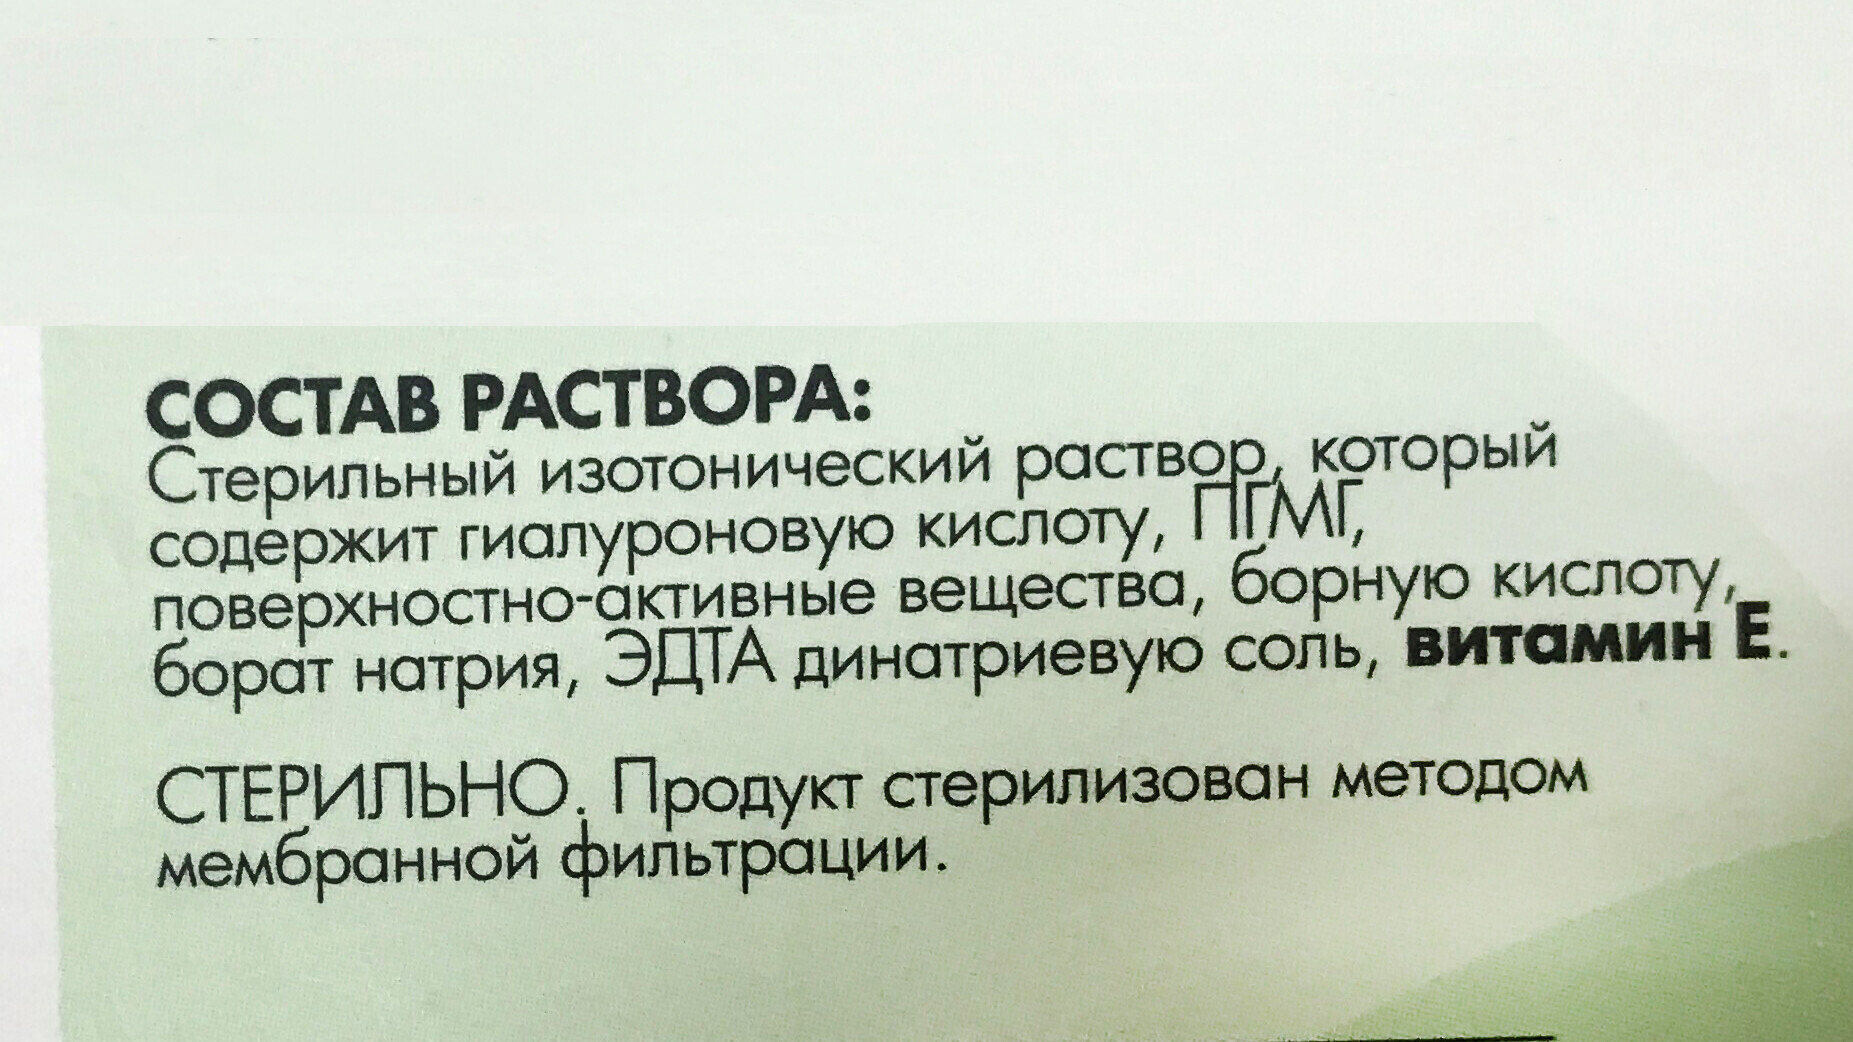 СОСТАВ РАСТВОРА:
Стерильный изотонический раствор, который
содержит гиалуроновую кислоту, ПГМГ,
поверхностно-активные вещества, борную кислоту,
борат натрия, ЭДТА динатриевую соль, витамин Е.
СТЕРИЛЬНО. Продукт стерилизован методом
мембранной фильтрации.